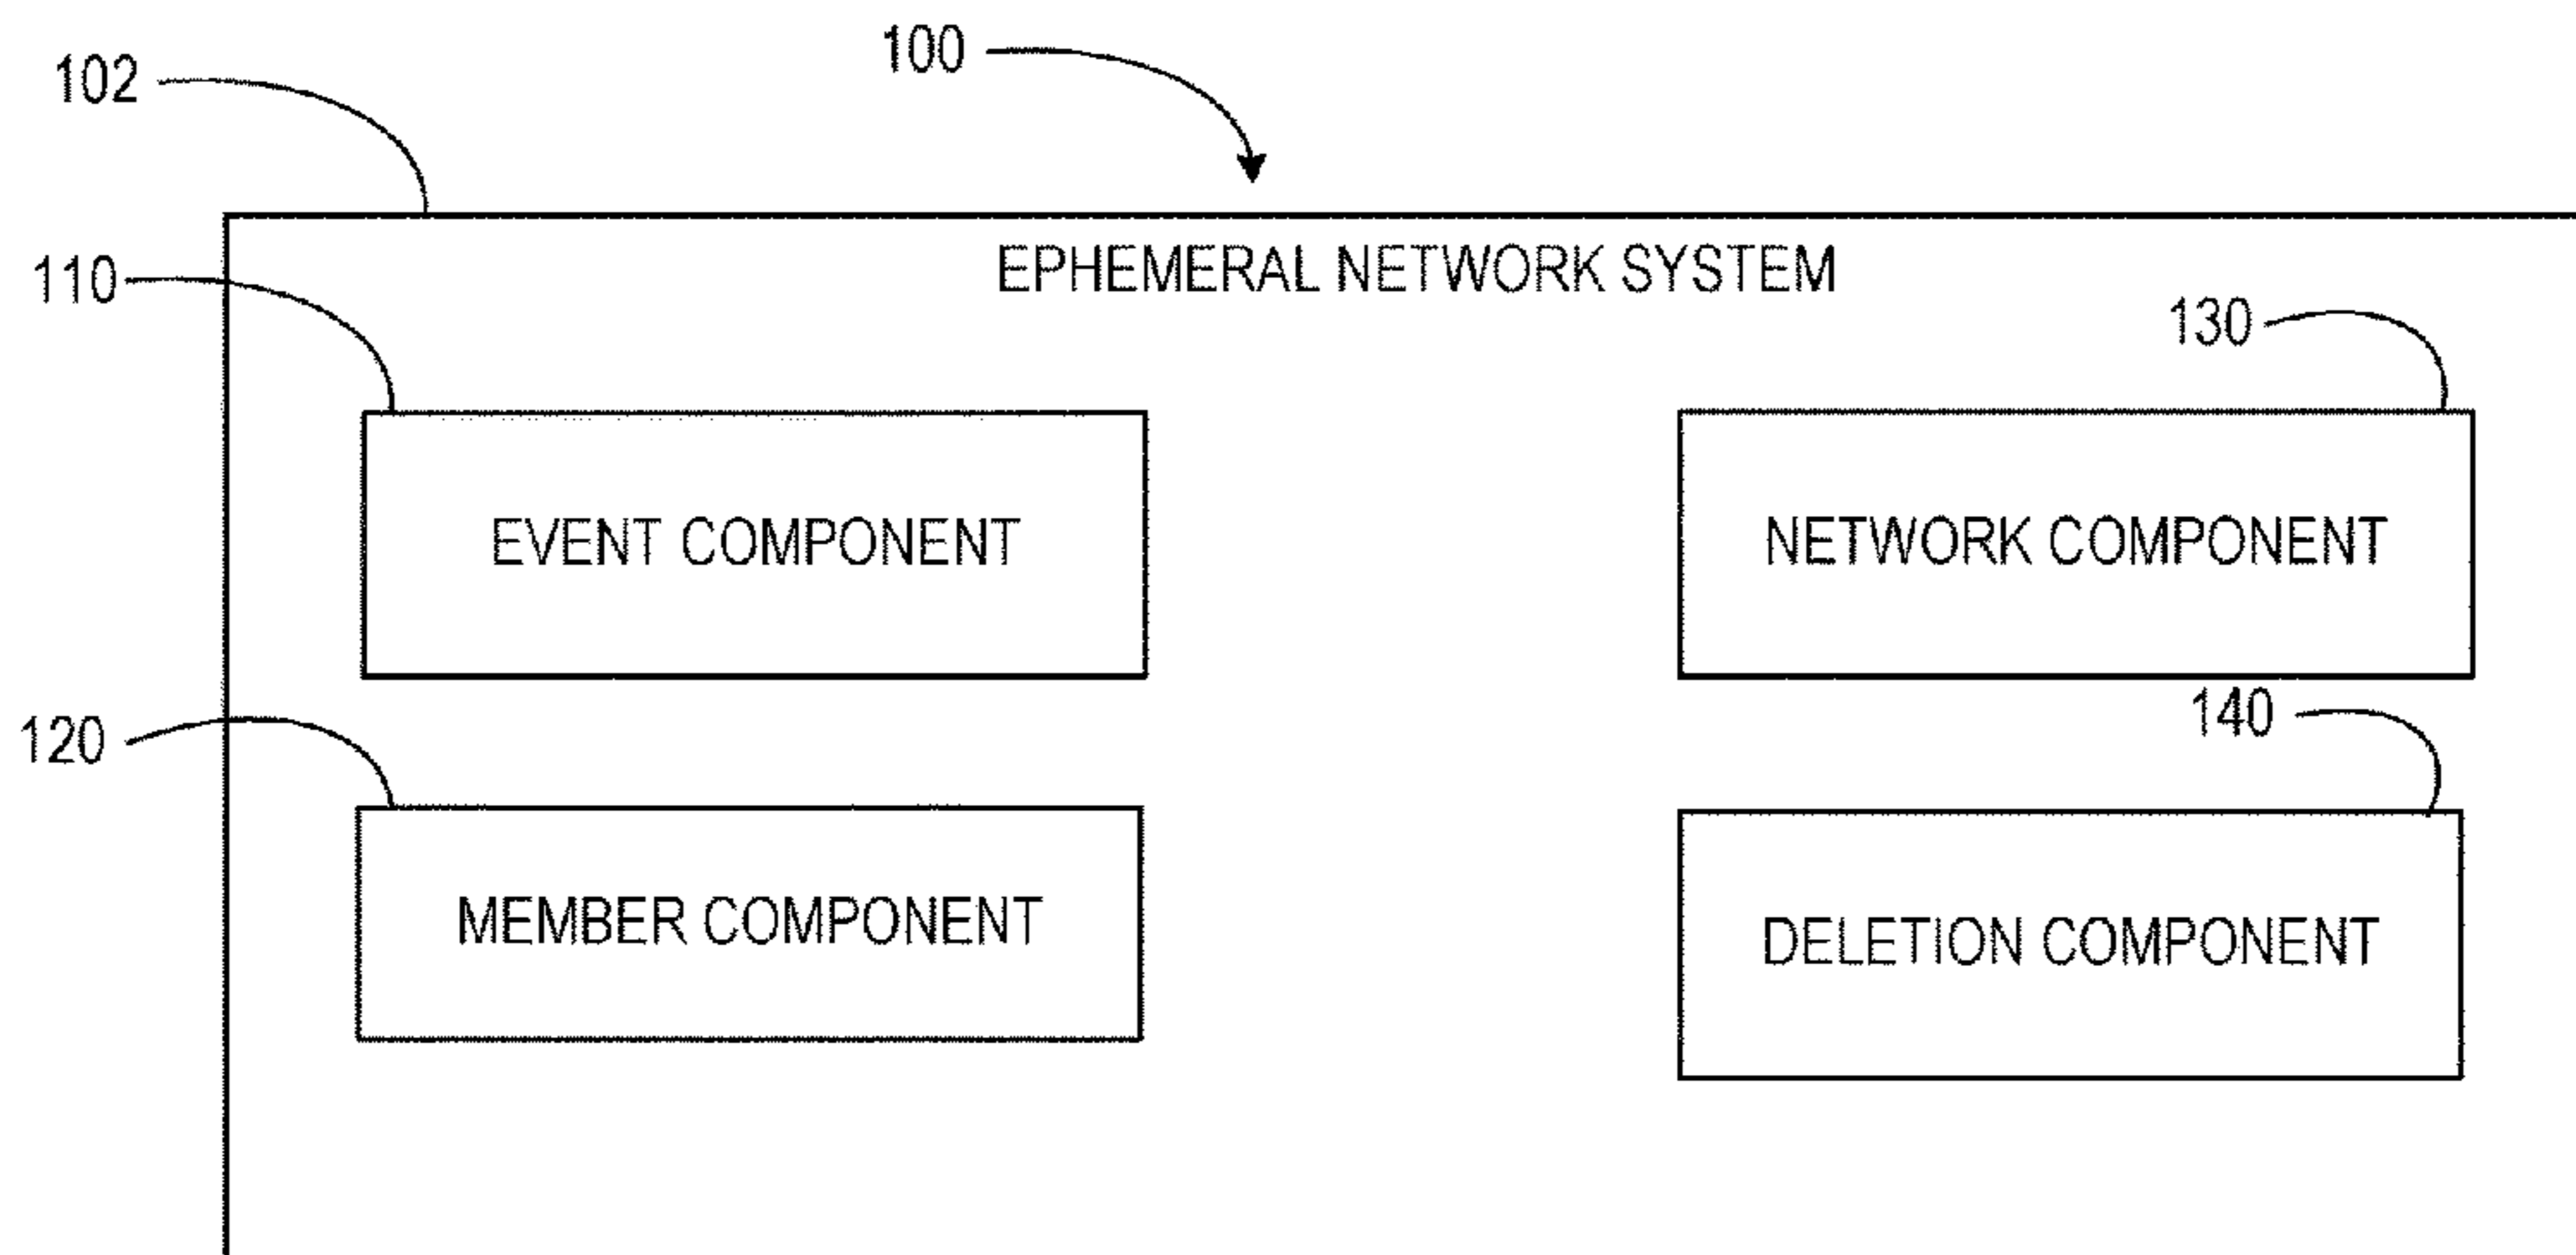 100
102
EPHEMERAL NETWORK SYSTEM
110
130
EVENT COMPONENT
NETWORK COMPONENT
120
140
MEMBER COMPONENT
DELETION COMPONENT